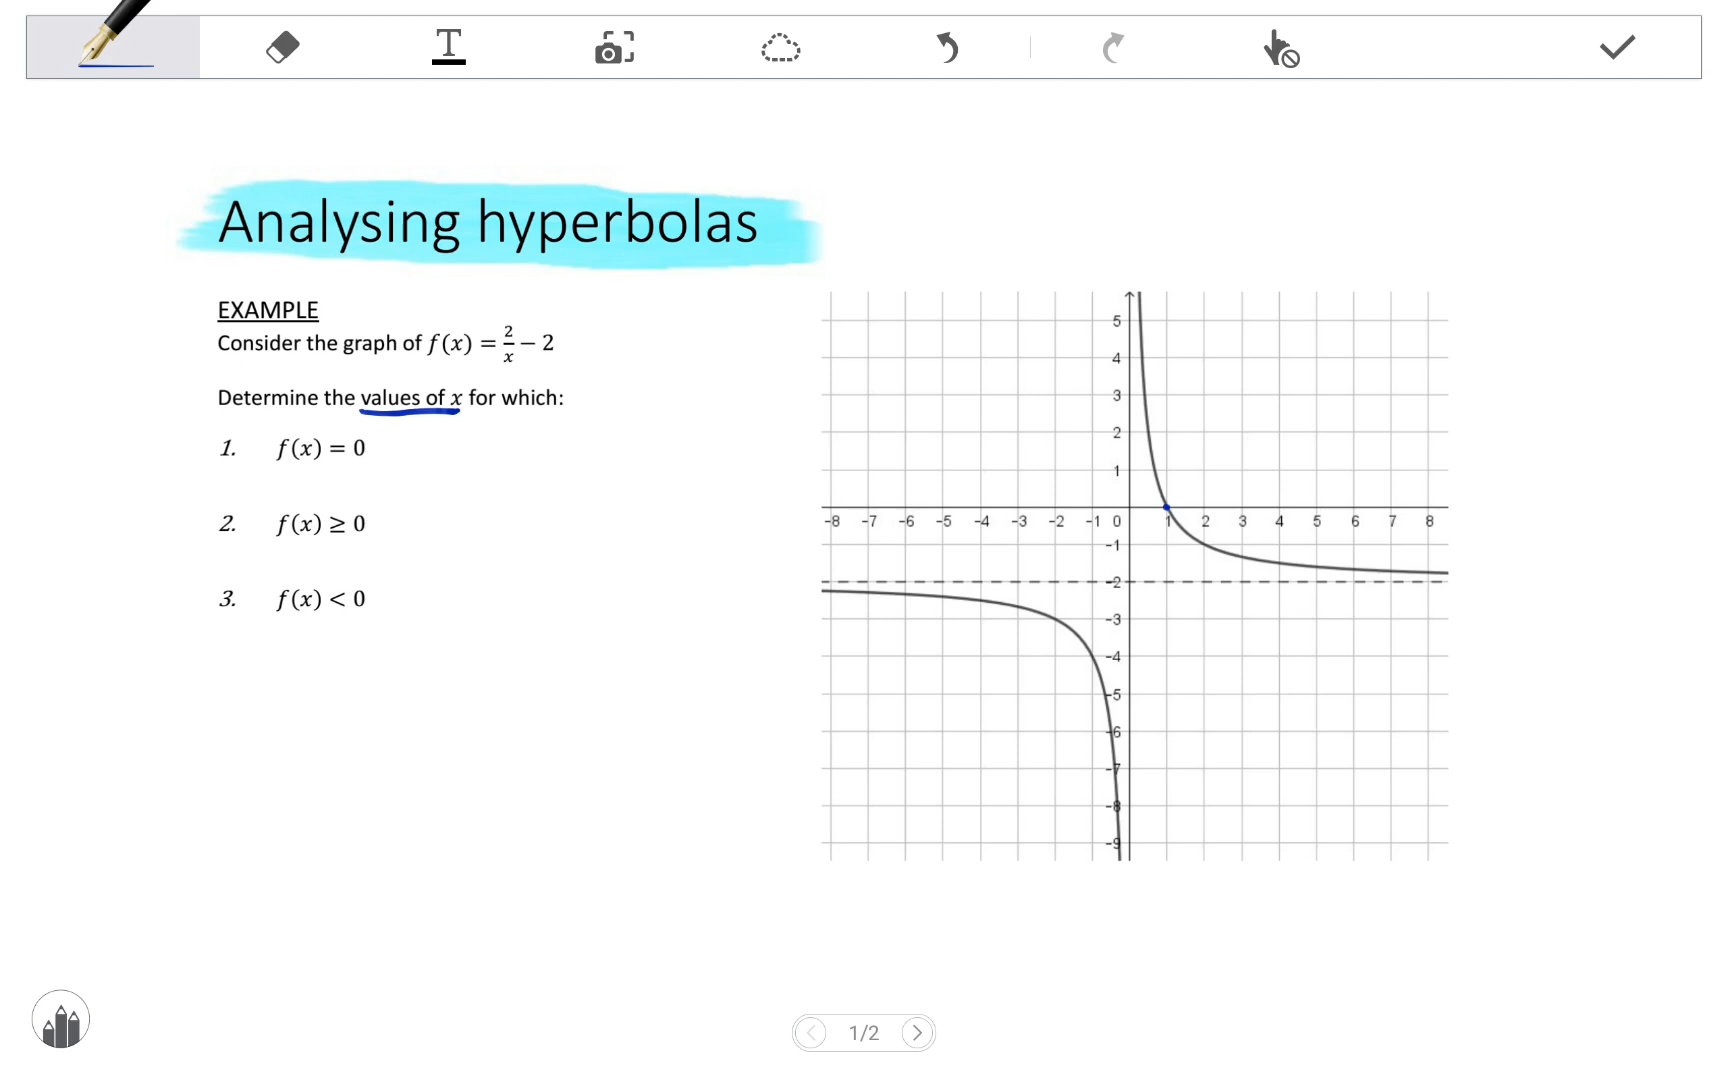 T
Analysing hyperbolas
EXAMPLE
Consider the graph of f(x) = 2/x − 2
Determine the values of x for which:
1. f(x) = 0
2. f(x) ≥ 0
3. f(x) < 0
5
4
3
2
1
-8 -7 -6 -5 -4 -3 -2 -1 0 1 2 3 4 5 6 7 8
-1
-2
-3
-4
-5
-6
-7
-8
-9
1/2